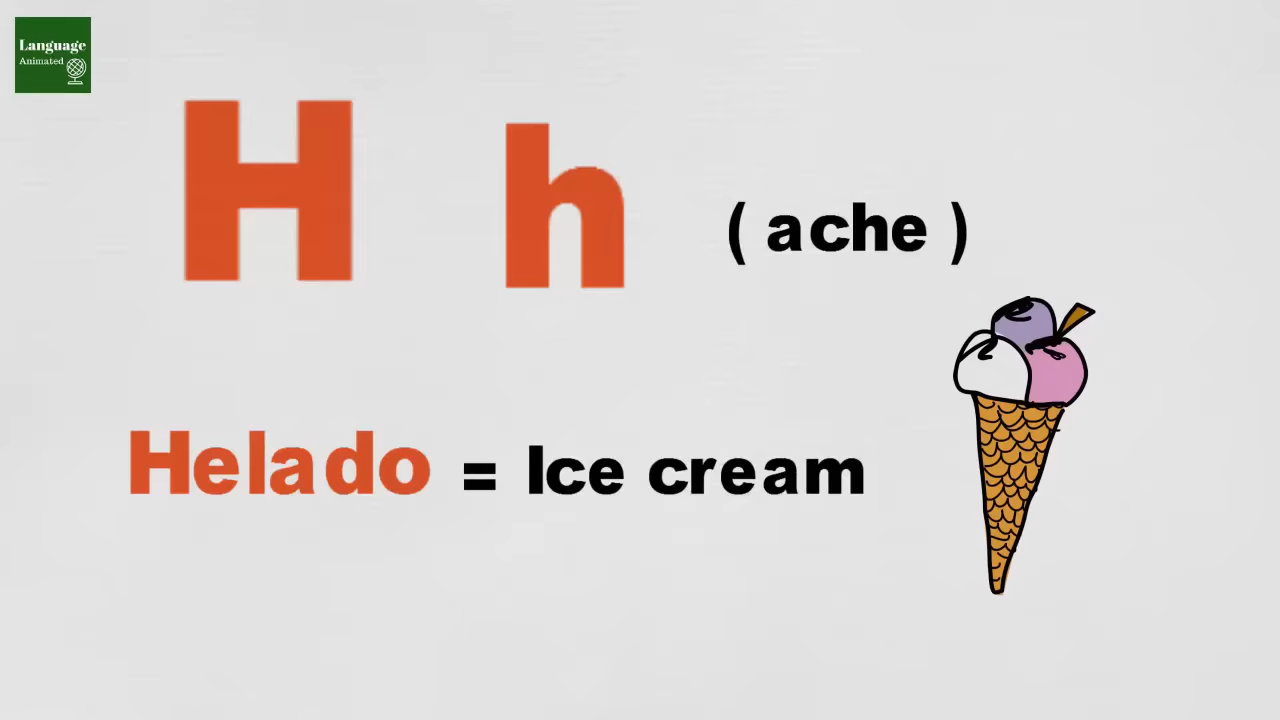 Language
Animated
H h ( ache )
Helado = Ice cream